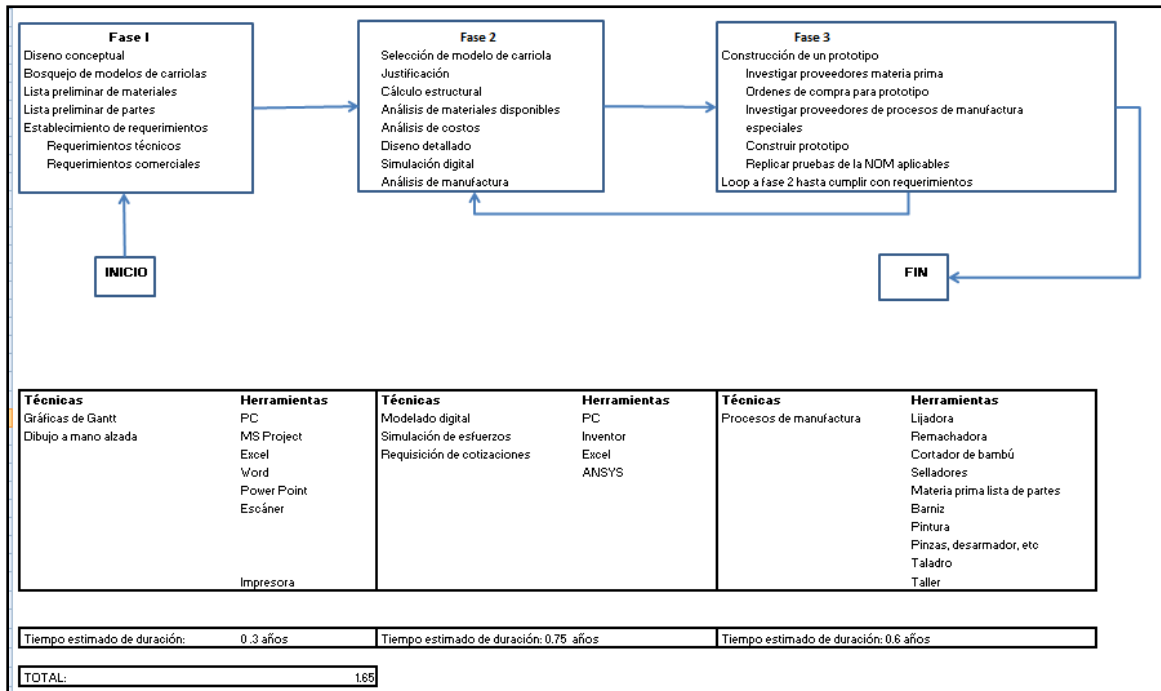 Fase I
Diseno conceptual
Bosquejo de modelos de carriolas
Lista preliminar de materiales
Lista preliminar de partes
Establecimiento de requerimientos
Requerimientos técnicos
Requerimientos comerciales
Fase 2
Selección de modelo de carriola
Justificación
Cálculo estructural
Análisis de materiales disponibles
Análisis de costos
Diseno detallado
Simulación digital
Análisis de manufactura
Fase 3
Construcción de un prototipo
Investigar proveedores materia prima
Ordenes de compra para prototipo
Investigar proveedores de procesos de manufactura
especiales
Construir prototipo
Replicar pruebas de la NOM aplicables
Loop a fase 2 hasta cumplir con requerimientos
INICIO
FIN
Técnicas
Gráficas de Gantt
Dibujo a mano alzada
Herramientas
PC
MS Project
Excel
Word
Power Point
Escáner
Impresora
Técnicas
Modelado digital
Simulación de esfuerzos
Requisición de cotizaciones
Herramientas
PC
Inventor
Excel
ANSYS
Técnicas
Procesos de manufactura
Herramientas
Lijadora
Remachadora
Cortador de bambú
Selladores
Materia prima lista de partes
Barniz
Pintura
Pinzas, desarmador, etc
Taladro
Taller
Tiempo estimado de duración: 0 .3 años
Tiempo estimado de duración: 0.75 años
Tiempo estimado de duración: 0.6 años
TOTAL: 1.65